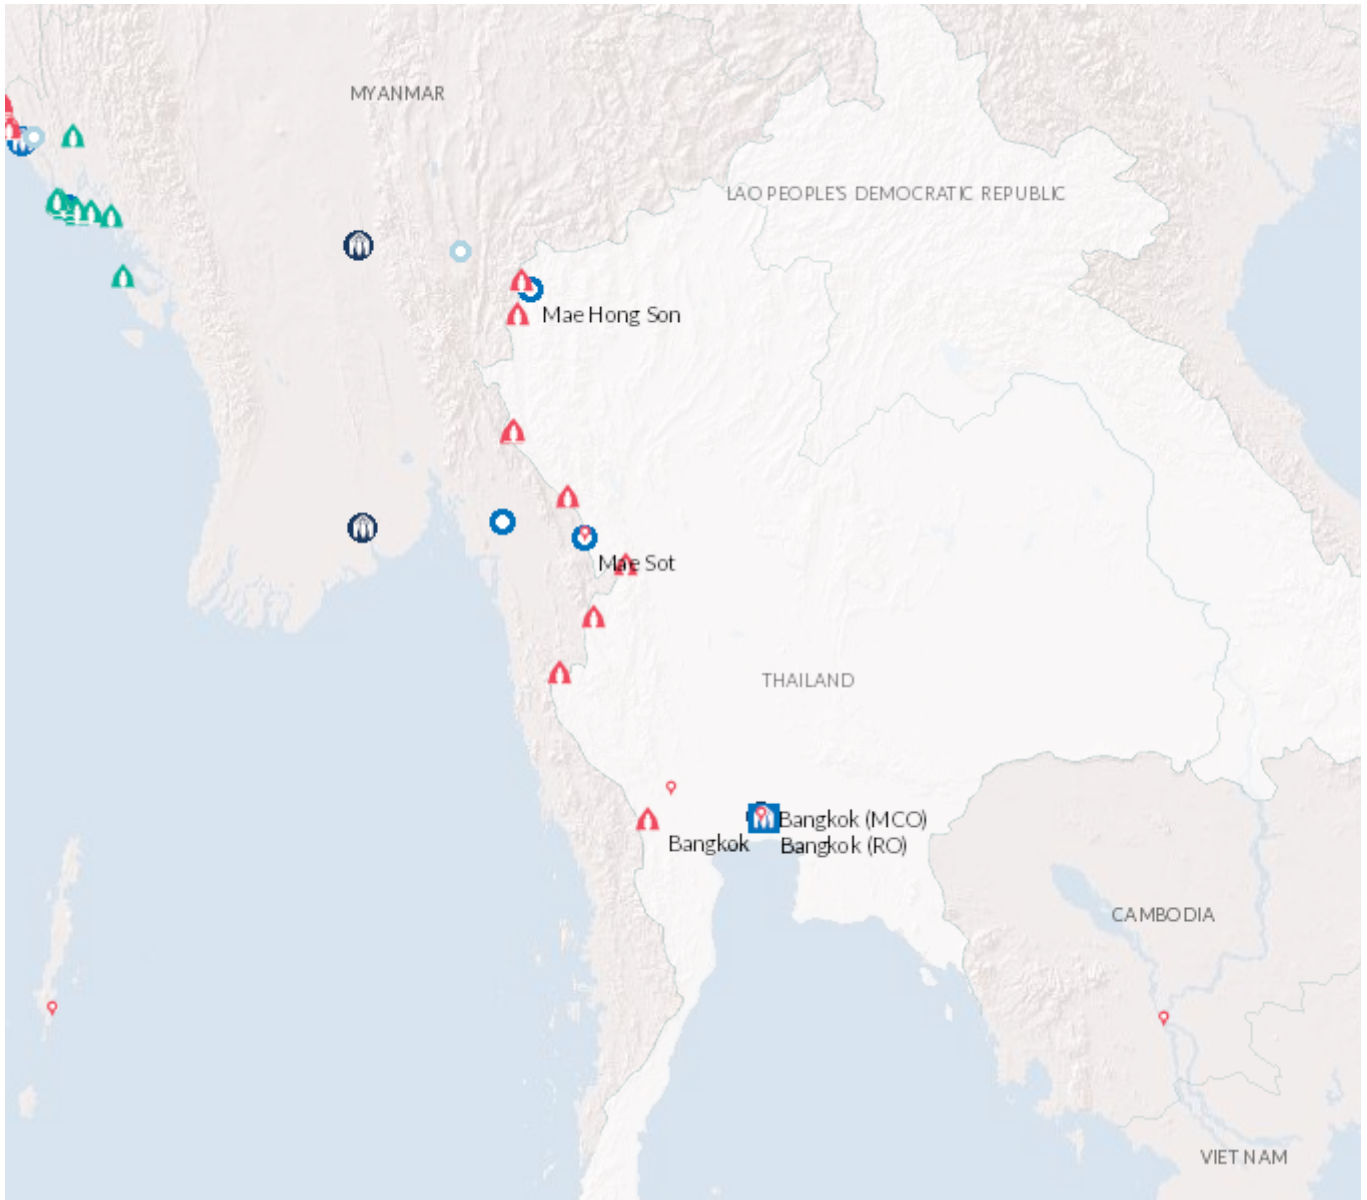 MYANMAR
LAO PEOPLE'S DEMOCRATIC REPUBLIC
Mae Hong Son
Mae Sot
THAILAND
Bangkok (MCO)
Bangkok
Bangkok (RO)
CAMBODIA
VIET NAM